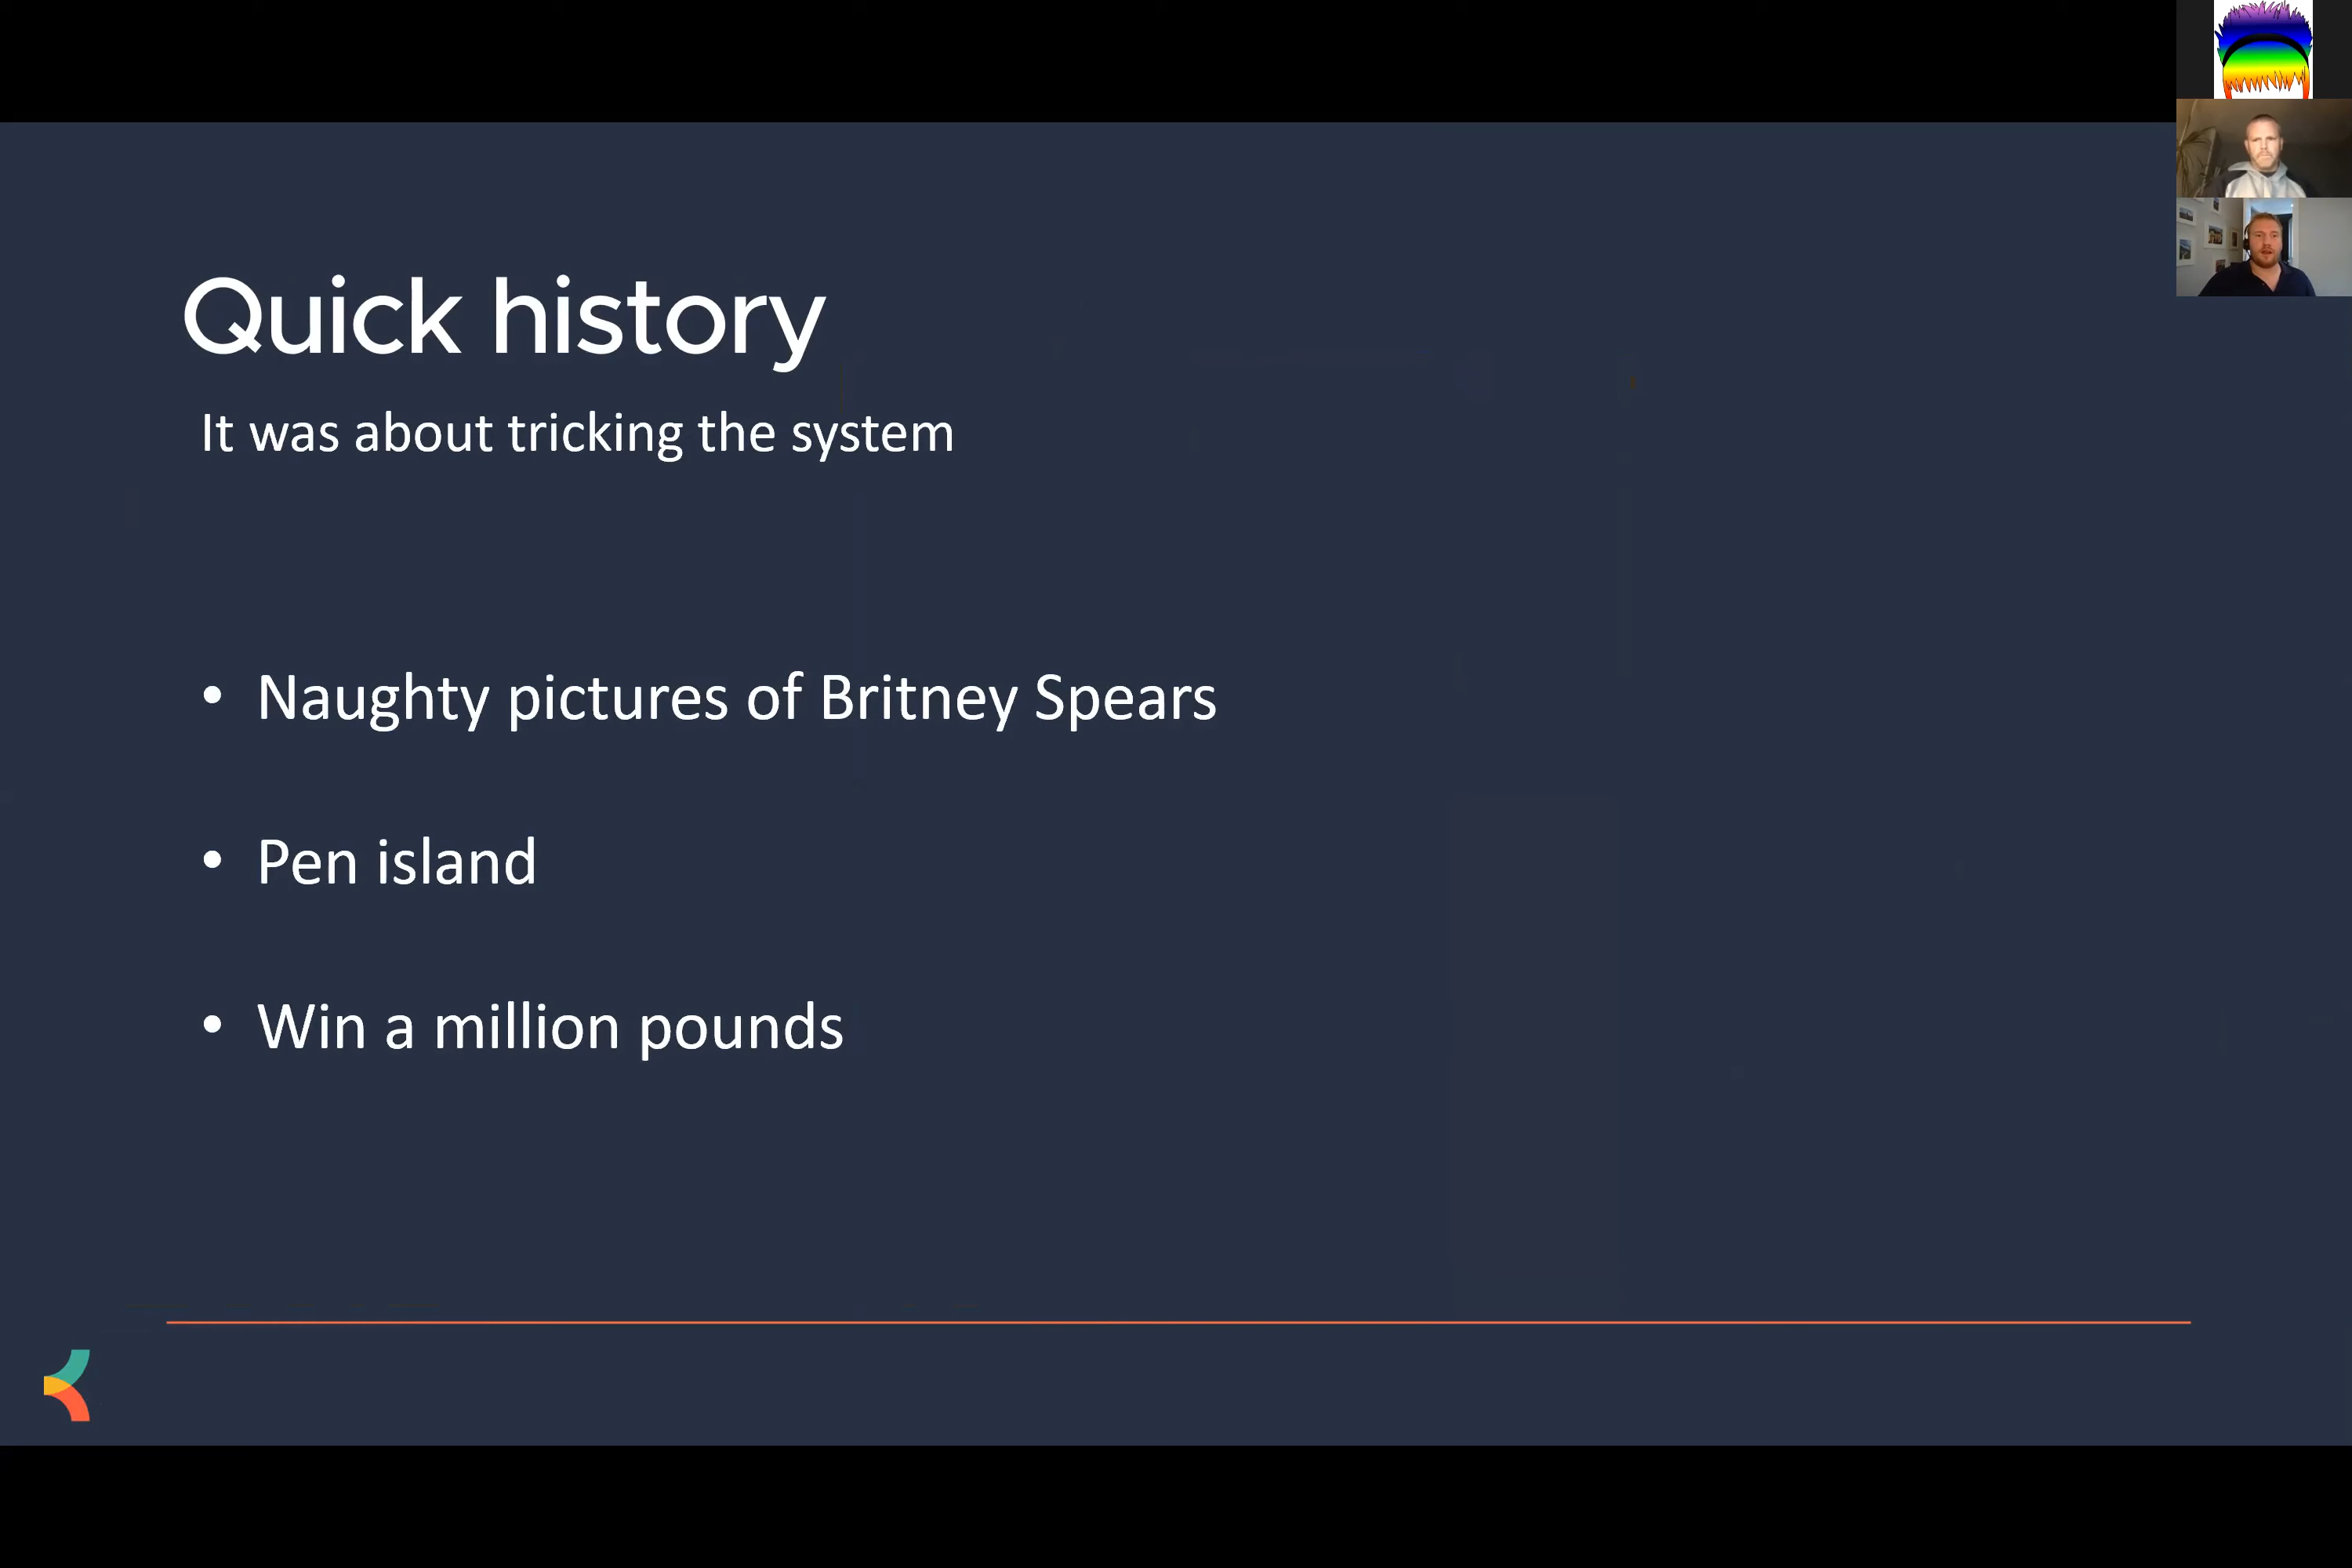 Quick history
It was about tricking the system
• Naughty pictures of Britney Spears
• Pen island
• Win a million pounds